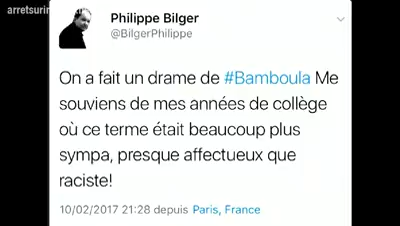 arretsurin
Philippe Bilger
@BilgerPhilippe
On a fait un drame de #Bamboula Me
souviens de mes années de collège
où ce terme était beaucoup plus
sympa, presque affectueux que
raciste!
10/02/2017 21:28 depuis Paris, France